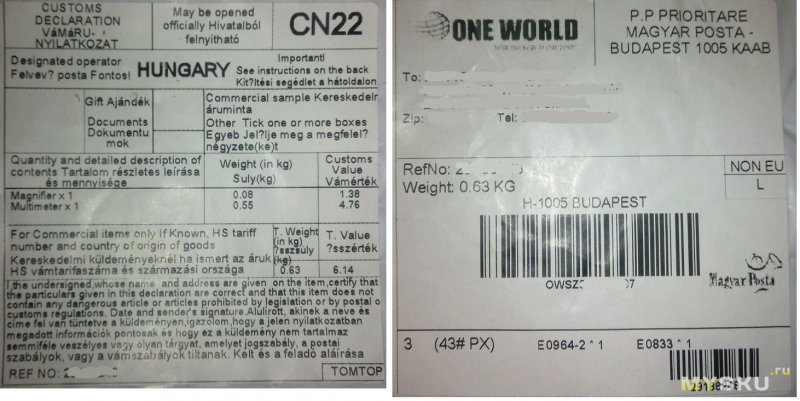 CUSTOMS
DECLARATION
VáMáRU-
NYILATKOZAT
May be opened
officially Hivatalból
felnyitható
CN22
Designated operator
Felvev? posta Fontos!
HUNGARY
Important!
See instructions on the back
Kit?ltési segédlet a hátoldalon
Gift Ajándék
Documents
Dokumentu
mok
Commercial sample Kereskedelr
áruminta
Other Tick one or more boxes
Egyeb Jel?lje meg a megfelel?
négyzete(ke)t
Quantity and detailed description of
contents Tartalom részletes leírása
és mennyisége
Weight (in kg)
Suly(kg)
Customs
Value
Vámérték
Magnifier x 1 0.08 1.38
Multimeter x 1 0.55 4.76
For Commercial items only If Known, HS tariff
number and country of origin of goods
Kereskedelmi küldeményeknél ha ismert az áruk
HS vámtarifaszáma és származási országa
T. Weight
(in kg)
?sszsuly
(kg)
0.63
T. Value
?sszérték
6.14
I,the undersigned,whose name and address are given on the item,certify that
the particulars given in this declaration are correct and that this item does not
contain any dangerous article or articles prohibited by legislation or by postal o
customs regulations. Date and sender's signature.Alulírott, akinek a neve és
címe fel van tüntetve a küldeményen,igazolom,hogy a jelen nyilatkozatban
megadott információk pontosak és hogy ez a küldemény nem tartalmaz
semmiféle veszélyes vagy olyan tárgyat, amelyet jogszabály, a postai
szabályok, vagy a vámszabályok tiltanak. Kelt és a feladó aláírása
REF NO: 2
TOMTOP
ONE WORLD
P.P PRIORITARE
MAGYAR POSTA -
BUDAPEST 1005 KAAB
To:
Zip: Tel:
RefNo: 2
Weight: 0.63 KG
NON EU
L
H-1005 BUDAPEST
OWSZ 7
Magyar Posta
3 (43# PX) E0964-2 * 1 E0833 * 1
MYSKU.ru